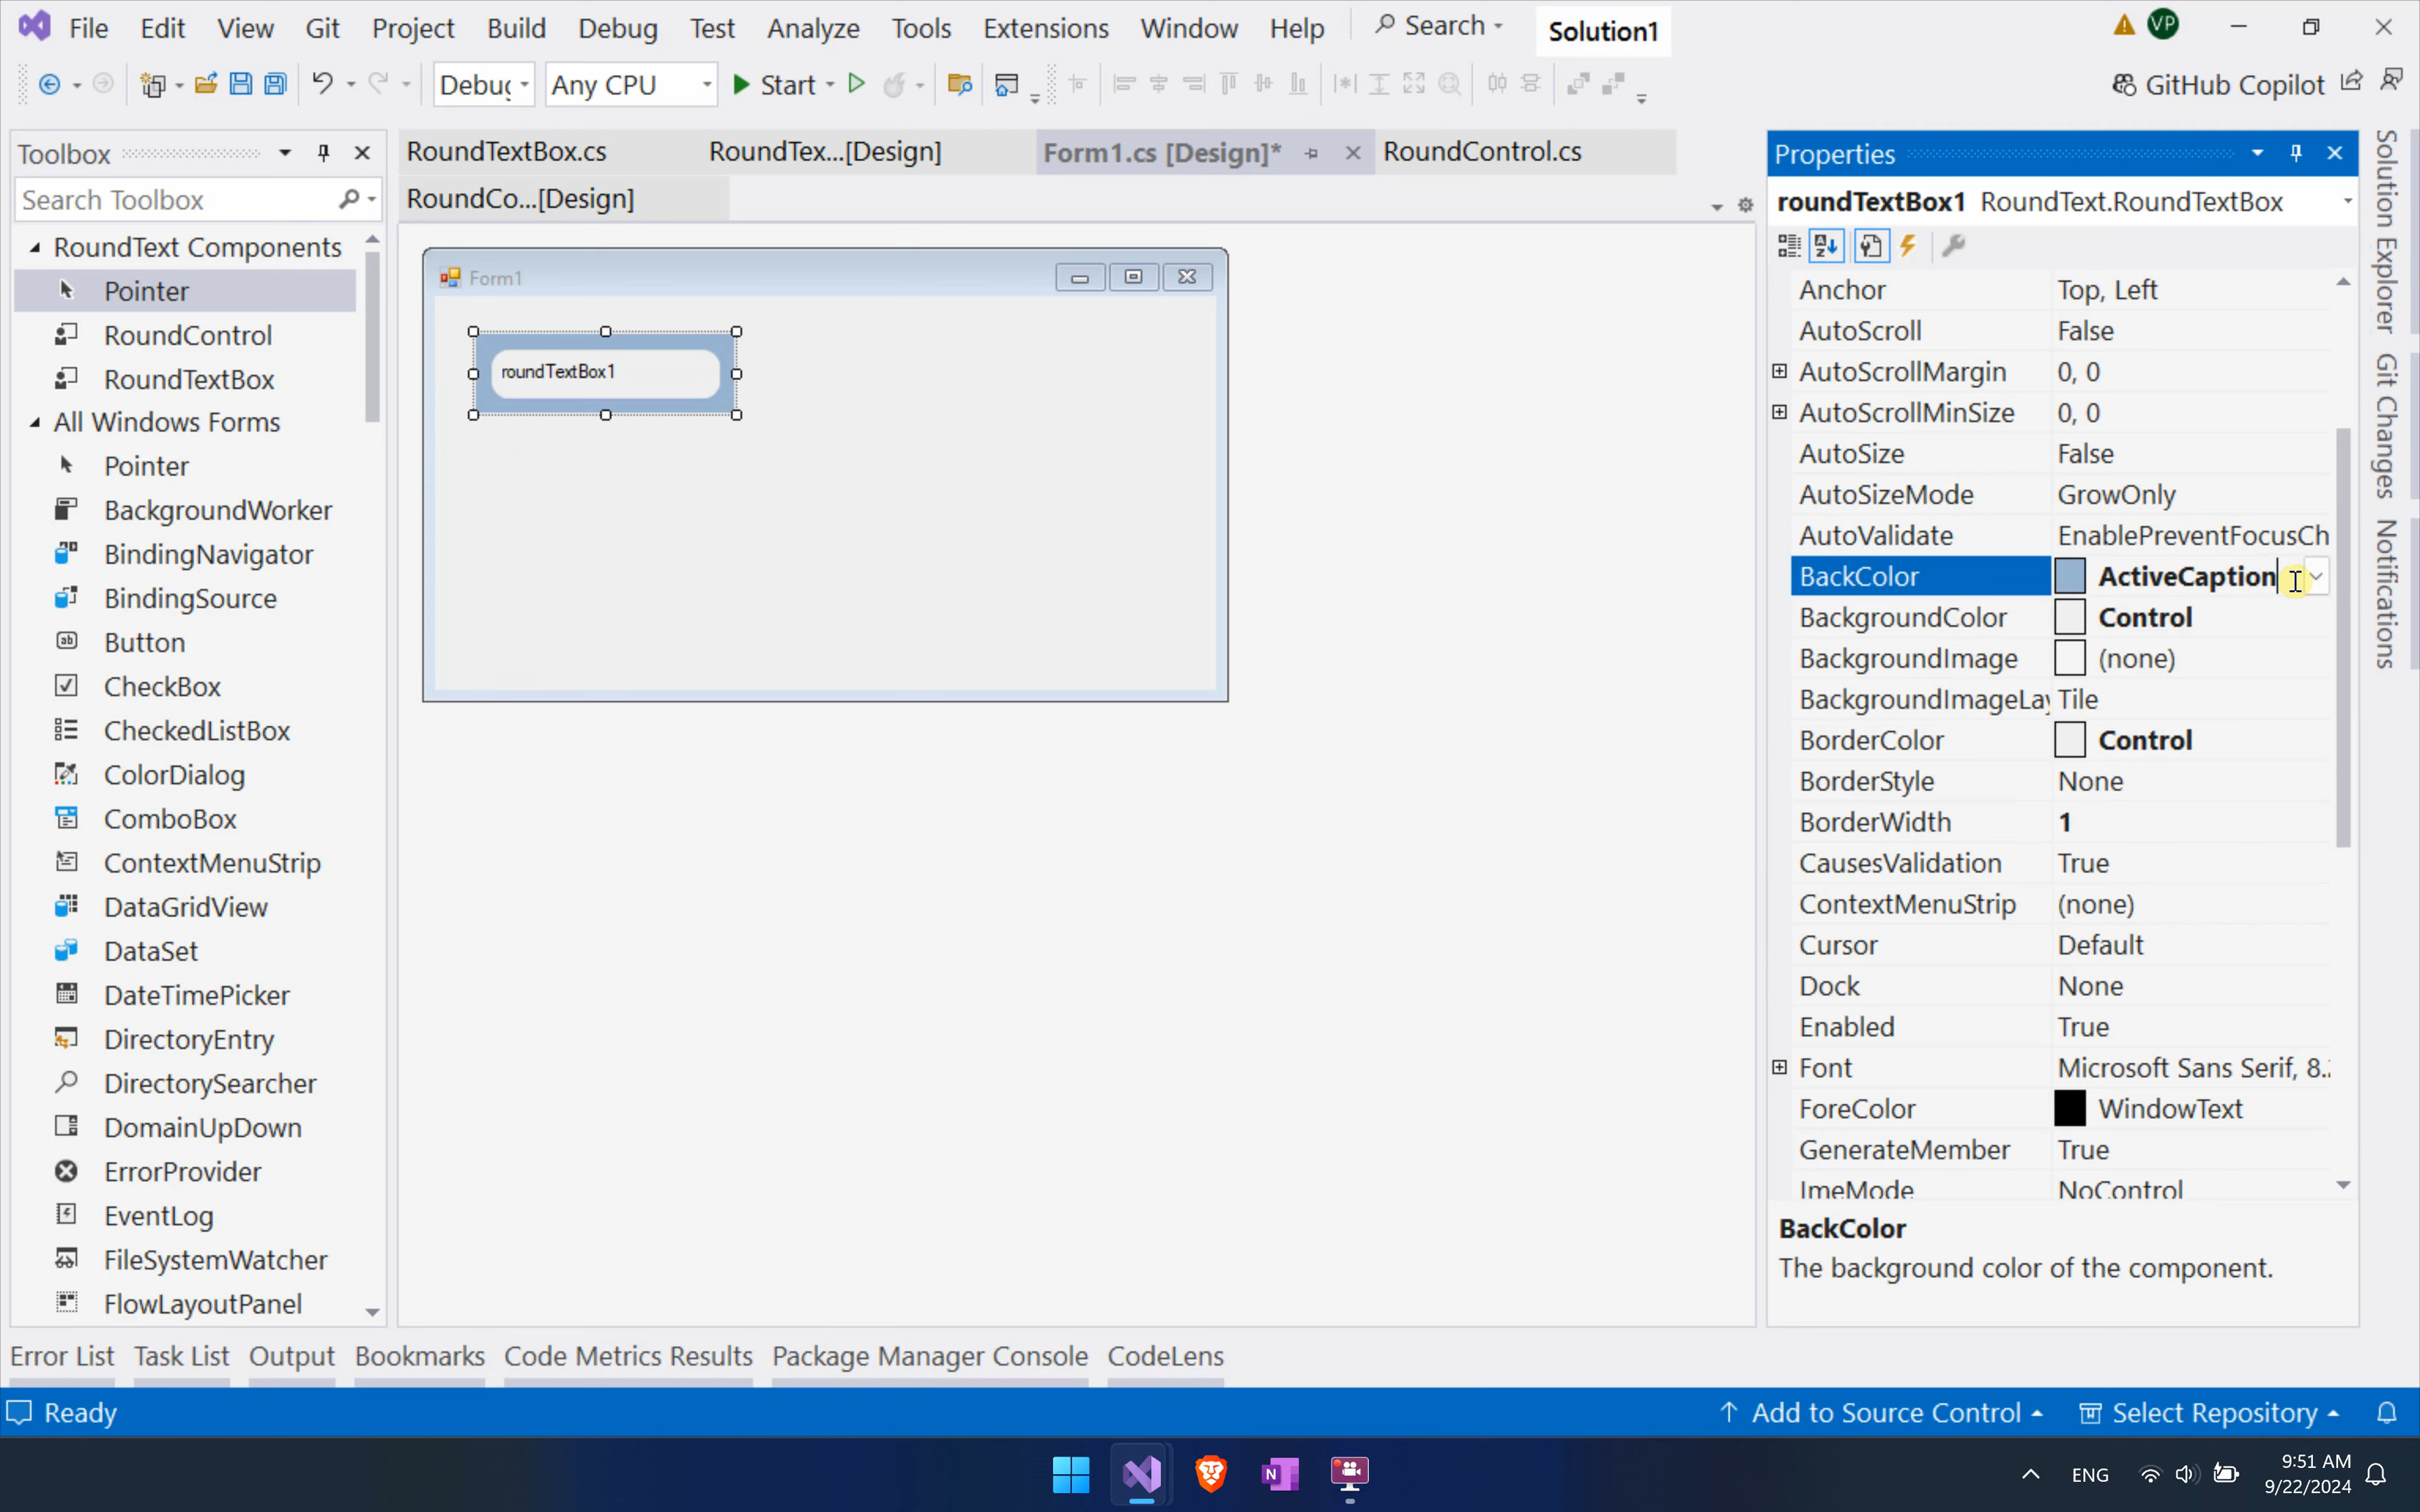 File Edit View Git Project Build Debug Test Analyze Tools Extensions Window Help Search Solution1 VP
Debug Any CPU Start GitHub Copilot
Toolbox
Search Toolbox
RoundText Components
Pointer
RoundControl
RoundTextBox
All Windows Forms
Pointer
BackgroundWorker
BindingNavigator
BindingSource
Button
CheckBox
CheckedListBox
ColorDialog
ComboBox
ContextMenuStrip
DataGridView
DataSet
DateTimePicker
DirectoryEntry
DirectorySearcher
DomainUpDown
ErrorProvider
EventLog
FileSystemWatcher
FlowLayoutPanel
RoundTextBox.cs RoundTex...[Design] Form1.cs [Design]* RoundControl.cs
RoundCo...[Design]
Form1
roundTextBox1
Properties
roundTextBox1 RoundText.RoundTextBox
Anchor Top, Left
AutoScroll False
AutoScrollMargin 0, 0
AutoScrollMinSize 0, 0
AutoSize False
AutoSizeMode GrowOnly
AutoValidate EnablePreventFocusCh
BackColor ActiveCaption
BackgroundColor Control
BackgroundImage (none)
BackgroundImageLay Tile
BorderColor Control
BorderStyle None
BorderWidth 1
CausesValidation True
ContextMenuStrip (none)
Cursor Default
Dock None
Enabled True
Font Microsoft Sans Serif, 8.
ForeColor WindowText
GenerateMember True
ImeMode NoControl
BackColor
The background color of the component.
Solution Explorer
Git Changes
Notifications
Error List Task List Output Bookmarks Code Metrics Results Package Manager Console CodeLens
Ready Add to Source Control Select Repository
ENG 9:51 AM
9/22/2024